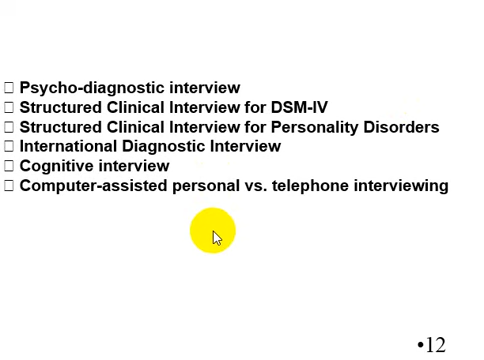 □ Psycho-diagnostic interview
□ Structured Clinical Interview for DSM-IV
□ Structured Clinical Interview for Personality Disorders
□ International Diagnostic Interview
□ Cognitive interview
□ Computer-assisted personal vs. telephone interviewing
•12